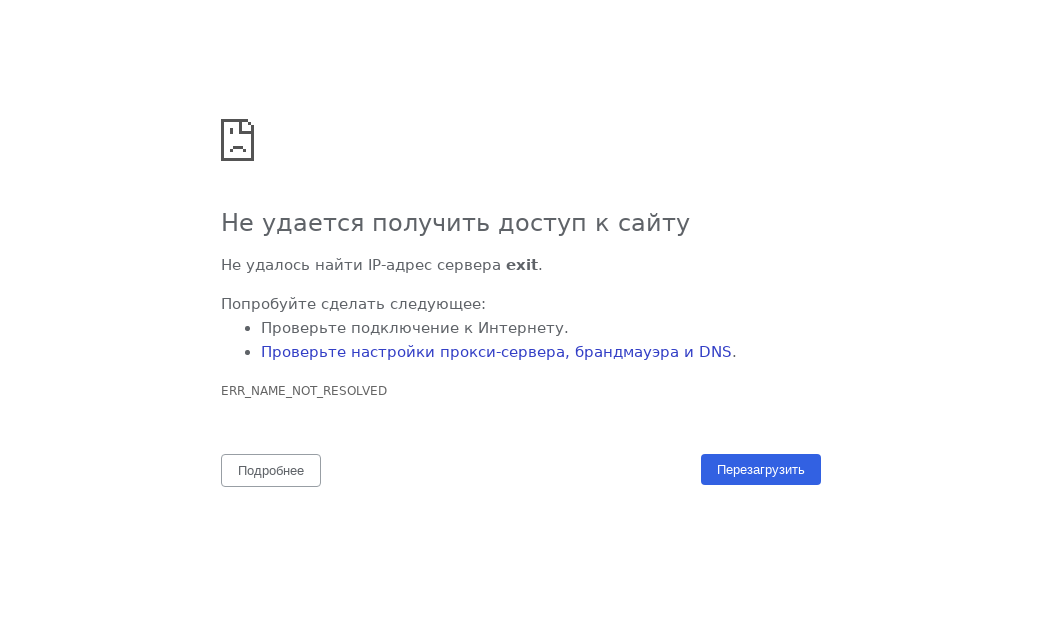 Не удается получить доступ к сайту
Не удалось найти IP-адрес сервера exit.
Попробуйте сделать следующее:
Проверьте подключение к Интернету.
Проверьте настройки прокси-сервера, брандмауэра и DNS.
ERR_NAME_NOT_RESOLVED
Подробнее
Перезагрузить